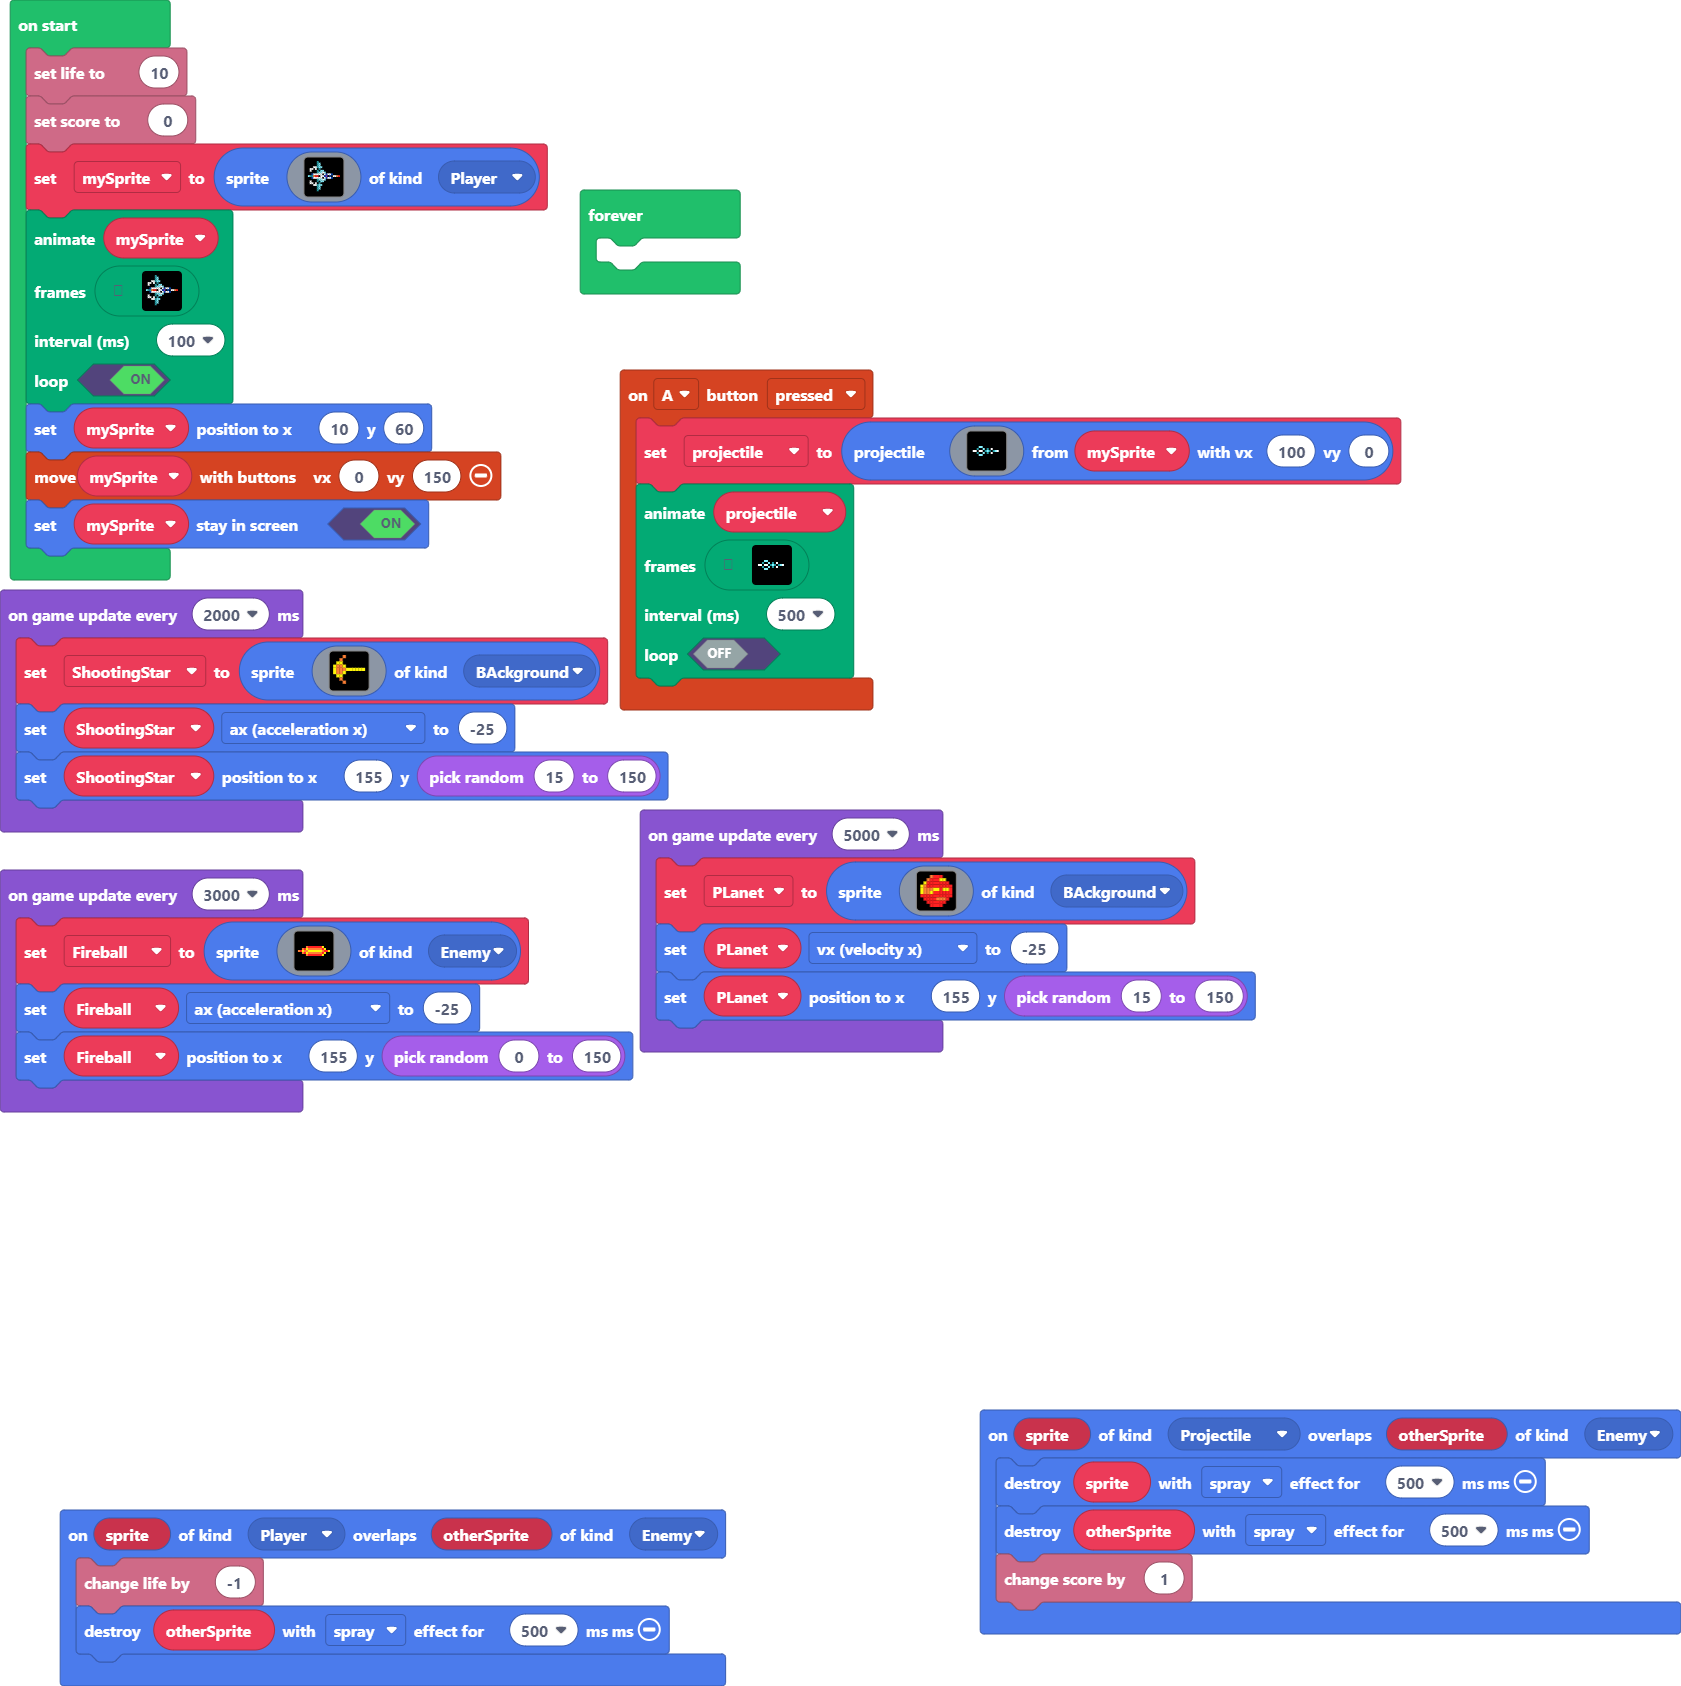 on start
set life to 10
set score to 0
set mySprite to sprite of kind Player
animate mySprite
frames
interval (ms) 100
loop ON
set mySprite position to x 10 y 60
move mySprite with buttons vx 0 vy 150
set mySprite stay in screen ON
forever
on A button pressed
set projectile to projectile from mySprite with vx 100 vy 0
animate projectile
frames
interval (ms) 500
loop OFF
on game update every 2000 ms
set ShootingStar to sprite of kind BAckground
set ShootingStar ax (acceleration x) to -25
set ShootingStar position to x 155 y pick random 15 to 150
on game update every 5000 ms
set PLanet to sprite of kind BAckground
set PLanet vx (velocity x) to -25
set PLanet position to x 155 y pick random 15 to 150
on game update every 3000 ms
set Fireball to sprite of kind Enemy
set Fireball ax (acceleration x) to -25
set Fireball position to x 155 y pick random 0 to 150
on sprite of kind Projectile overlaps otherSprite of kind Enemy
destroy sprite with spray effect for 500 ms ms
destroy otherSprite with spray effect for 500 ms ms
change score by 1
on sprite of kind Player overlaps otherSprite of kind Enemy
change life by -1
destroy otherSprite with spray effect for 500 ms ms